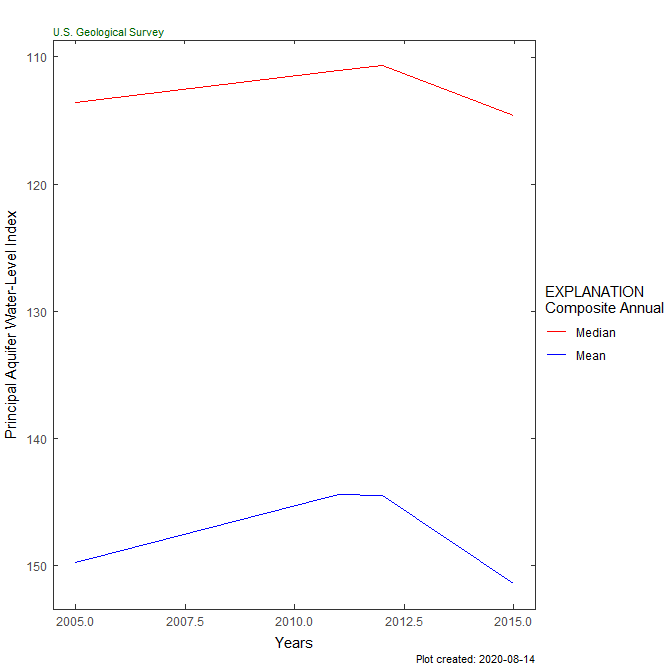 U.S. Geological Survey
110
120
130
140
150
Principal Aquifer Water-Level Index
2005.0
2007.5
2010.0
2012.5
2015.0
Years
EXPLANATION
Composite Annual
Median
Mean
Plot created: 2020-08-14